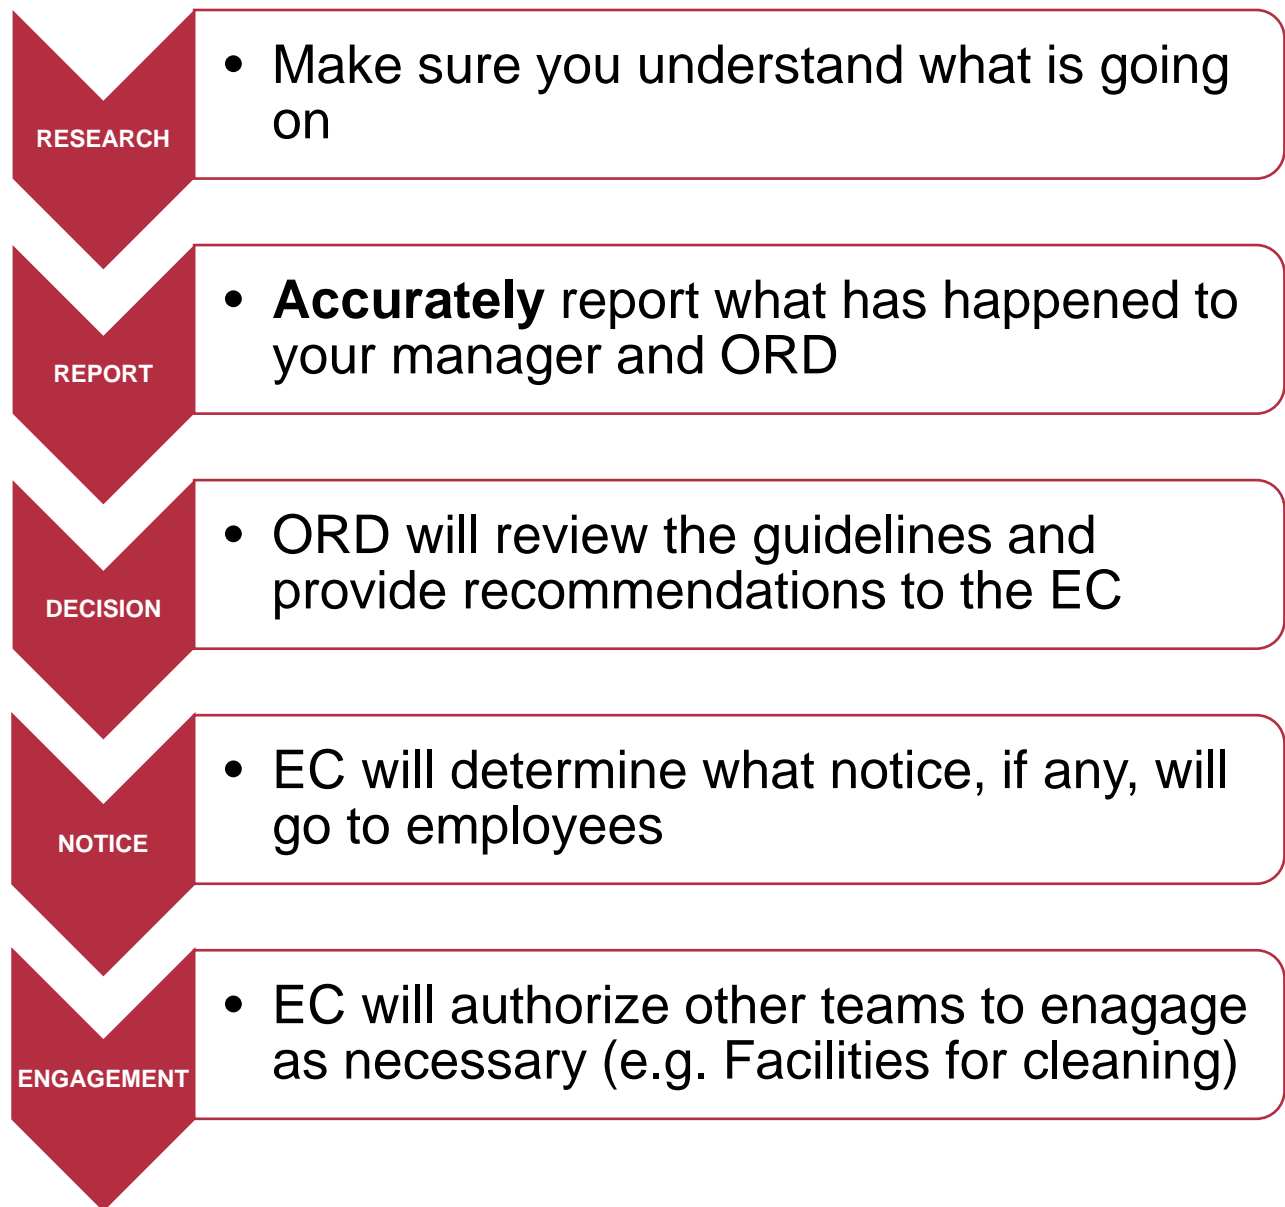 RESEARCH
• Make sure you understand what is going
on
REPORT
• Accurately report what has happened to
your manager and ORD
DECISION
• ORD will review the guidelines and
provide recommendations to the EC
NOTICE
• EC will determine what notice, if any, will
go to employees
ENGAGEMENT
• EC will authorize other teams to enagage
as necessary (e.g. Facilities for cleaning)